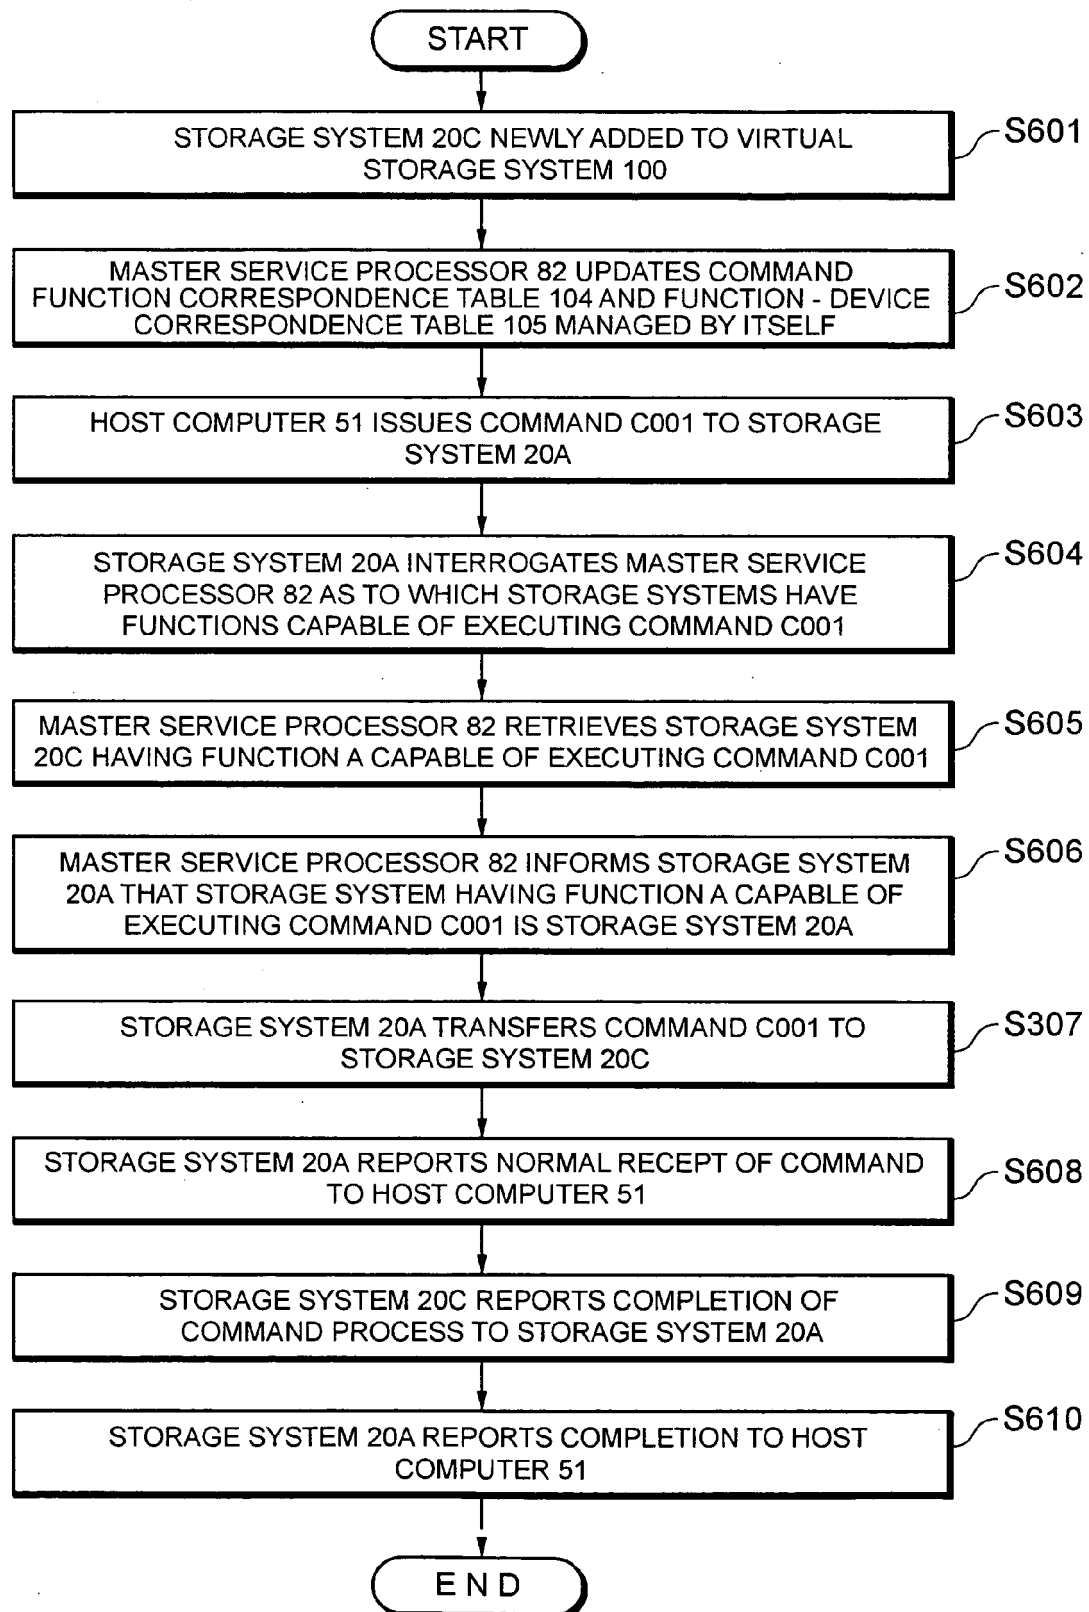 START
STORAGE SYSTEM 20C NEWLY ADDED TO VIRTUAL
STORAGE SYSTEM 100
S601
MASTER SERVICE PROCESSOR 82 UPDATES COMMAND
FUNCTION CORRESPONDENCE TABLE 104 AND FUNCTION - DEVICE
CORRESPONDENCE TABLE 105 MANAGED BY ITSELF
S602
HOST COMPUTER 51 ISSUES COMMAND C001 TO STORAGE
SYSTEM 20A
S603
STORAGE SYSTEM 20A INTERROGATES MASTER SERVICE
PROCESSOR 82 AS TO WHICH STORAGE SYSTEMS HAVE
FUNCTIONS CAPABLE OF EXECUTING COMMAND C001
S604
MASTER SERVICE PROCESSOR 82 RETRIEVES STORAGE SYSTEM
20C HAVING FUNCTION A CAPABLE OF EXECUTING COMMAND C001
S605
MASTER SERVICE PROCESSOR 82 INFORMS STORAGE SYSTEM
20A THAT STORAGE SYSTEM HAVING FUNCTION A CAPABLE OF
EXECUTING COMMAND C001 IS STORAGE SYSTEM 20A
S606
STORAGE SYSTEM 20A TRANSFERS COMMAND C001 TO
STORAGE SYSTEM 20C
S307
STORAGE SYSTEM 20A REPORTS NORMAL RECEPT OF COMMAND
TO HOST COMPUTER 51
S608
STORAGE SYSTEM 20C REPORTS COMPLETION OF
COMMAND PROCESS TO STORAGE SYSTEM 20A
S609
STORAGE SYSTEM 20A REPORTS COMPLETION TO HOST
COMPUTER 51
S610
END